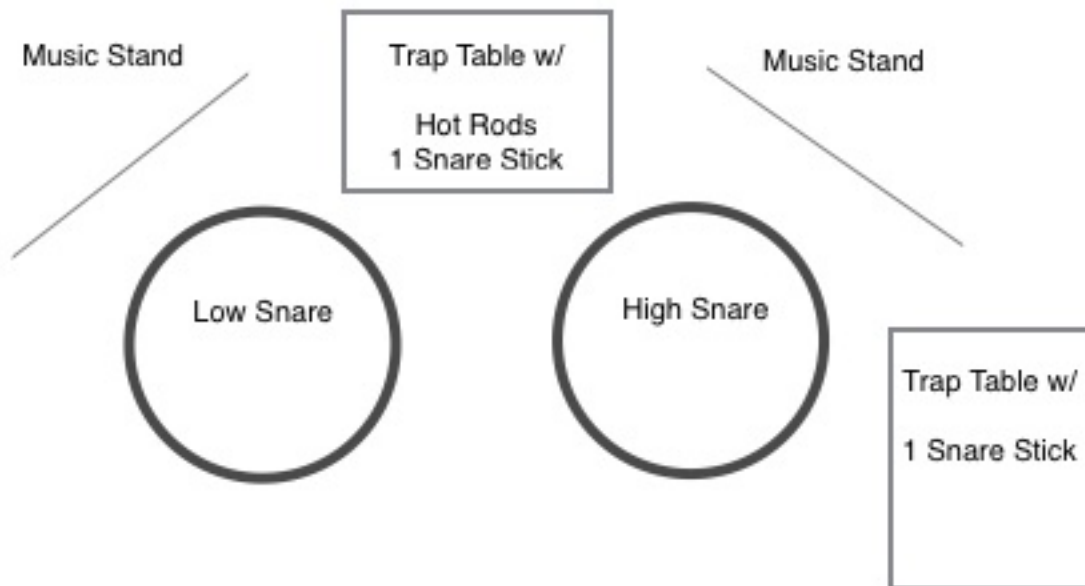 Music Stand
Trap Table w/
Hot Rods
1 Snare Stick
Music Stand
Low Snare
High Snare
Trap Table w/
1 Snare Stick